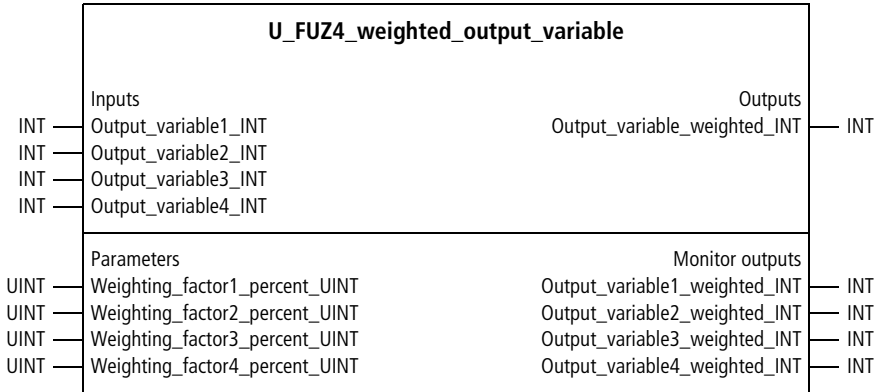 U_FUZ4_weighted_output_variable
Inputs Outputs
INT Output_variable1_INT Output_variable_weighted_INT INT
INT Output_variable2_INT
INT Output_variable3_INT
INT Output_variable4_INT
Parameters Monitor outputs
UINT Weighting_factor1_percent_UINT Output_variable1_weighted_INT INT
UINT Weighting_factor2_percent_UINT Output_variable2_weighted_INT INT
UINT Weighting_factor3_percent_UINT Output_variable3_weighted_INT INT
UINT Weighting_factor4_percent_UINT Output_variable4_weighted_INT INT